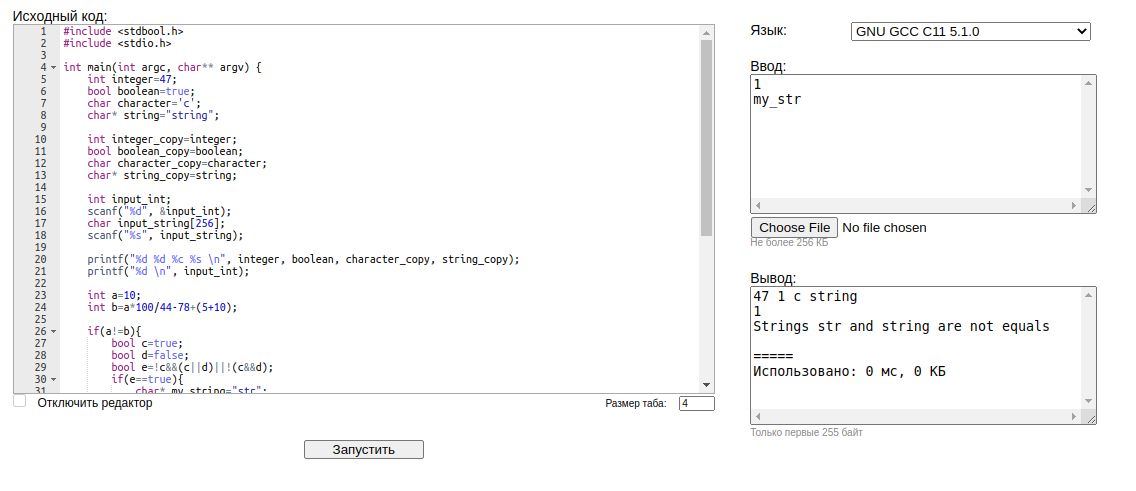 Исходный код:
1 #include <stdbool.h>
2 #include <stdio.h>
3
4 int main(int argc, char** argv) {
5     int integer=47;
6     bool boolean=true;
7     char character='c';
8     char* string="string";
9
10     int integer_copy=integer;
11     bool boolean_copy=boolean;
12     char character_copy=character;
13     char* string_copy=string;
14
15     int input_int;
16     scanf("%d", &input_int);
17     char input_string[256];
18     scanf("%s", input_string);
19
20     printf("%d %d %c %s \n", integer, boolean, character_copy, string_copy);
21     printf("%d \n", input_int);
22
23     int a=10;
24     int b=a*100/44-78+(5+10);
25
26     if(a!=b){
27         bool c=true;
28         bool d=false;
29         bool e=!c&&(c||d)||!(c&&d);
30         if(e==true){
31             char* my_string="str";
Отключить редактор
Размер таба: 4
Запустить
Язык: GNU GCC C11 5.1.0
Ввод:
1
my_str
Choose File No file chosen
Не более 256 КБ
Вывод:
47 1 c string
1
Strings str and string are not equals
=====
Использовано: 0 мс, 0 КБ
Только первые 255 байт